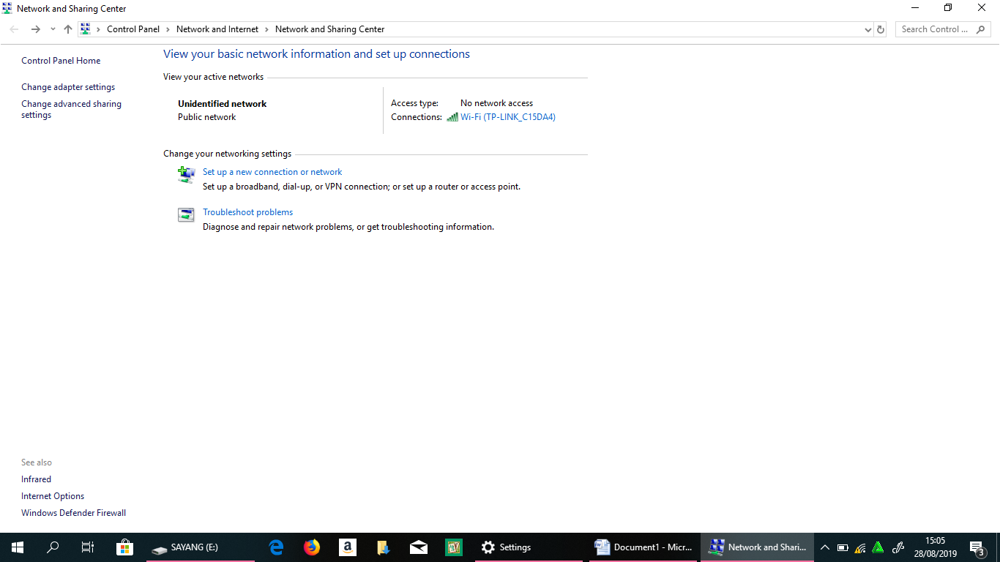 Network and Sharing Center
Control Panel > Network and Internet > Network and Sharing Center
Search Control ...
Control Panel Home
Change adapter settings
Change advanced sharing
settings
View your basic network information and set up connections
View your active networks
Unidentified network
Public network
Access type: No network access
Connections: Wi-Fi (TP-LINK_C15DA4)
Change your networking settings
Set up a new connection or network
Set up a broadband, dial-up, or VPN connection; or set up a router or access point.
Troubleshoot problems
Diagnose and repair network problems, or get troubleshooting information.
See also
Infrared
Internet Options
Windows Defender Firewall
SAYANG (E:)
Settings
Document1 - Micr...
Network and Shari...
15:05
28/08/2019
3